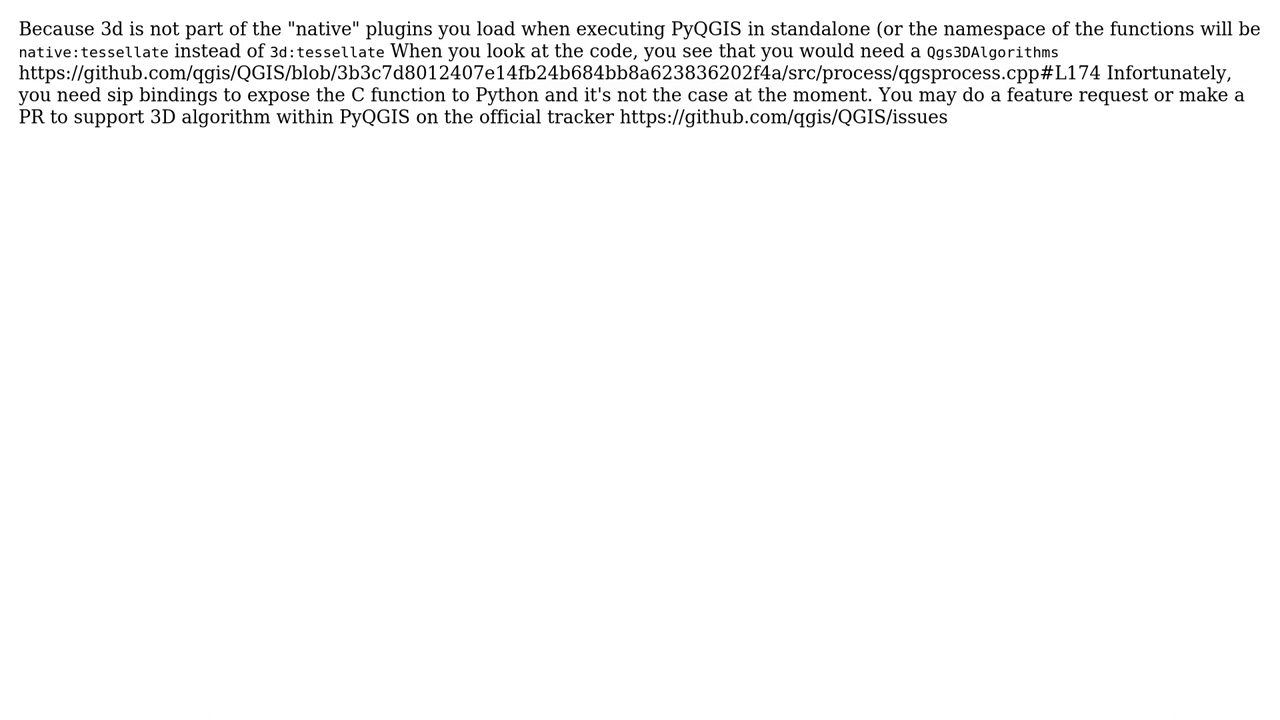 Because 3d is not part of the "native" plugins you load when executing PyQGIS in standalone (or the namespace of the functions will be
native:tessellate instead of 3d:tessellate When you look at the code, you see that you would need a Qgs3DAlgorithms
https://github.com/qgis/QGIS/blob/3b3c7d8012407e14fb24b684bb8a623836202f4a/src/process/qgsprocess.cpp#L174 Infortunately,
you need sip bindings to expose the C function to Python and it's not the case at the moment. You may do a feature request or make a
PR to support 3D algorithm within PyQGIS on the official tracker https://github.com/qgis/QGIS/issues